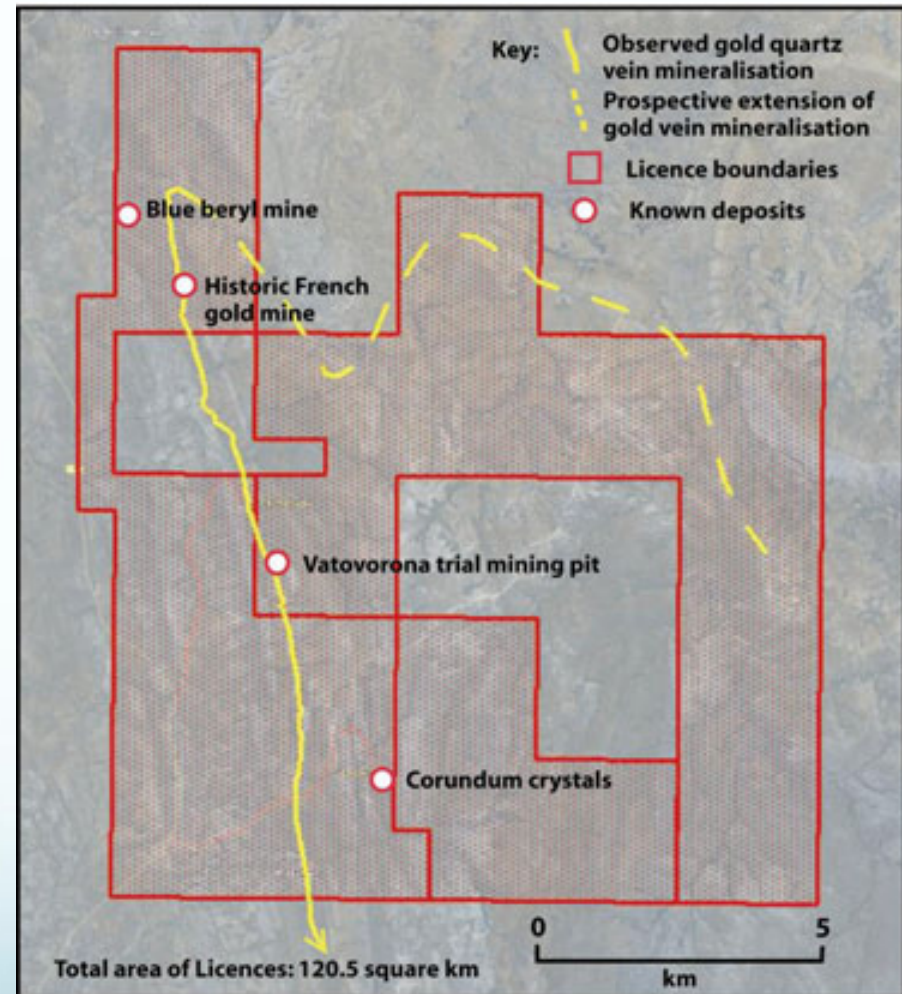 Key:
Observed gold quartz
vein mineralisation
Prospective extension of
gold vein mineralisation
Licence boundaries
Known deposits
Blue beryl mine
Historic French
gold mine
Vatovorona trial mining pit
Corundum crystals
0 5
km
Total area of Licences: 120.5 square km